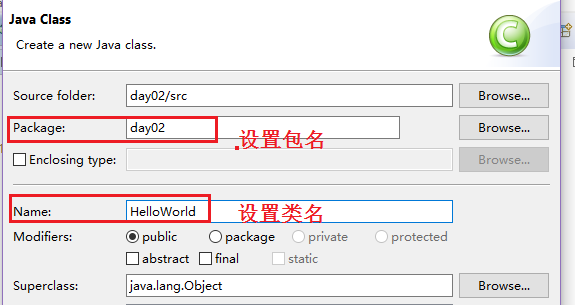 Java Class
Create a new Java class.
Source folder: day02/src Browse...
Package: day02 Browse...
.设置包名
Enclosing type: Browse...
Name: HelloWorld 设置类名
Modifiers: public package private protected
abstract final static
Superclass: java.lang.Object Browse...